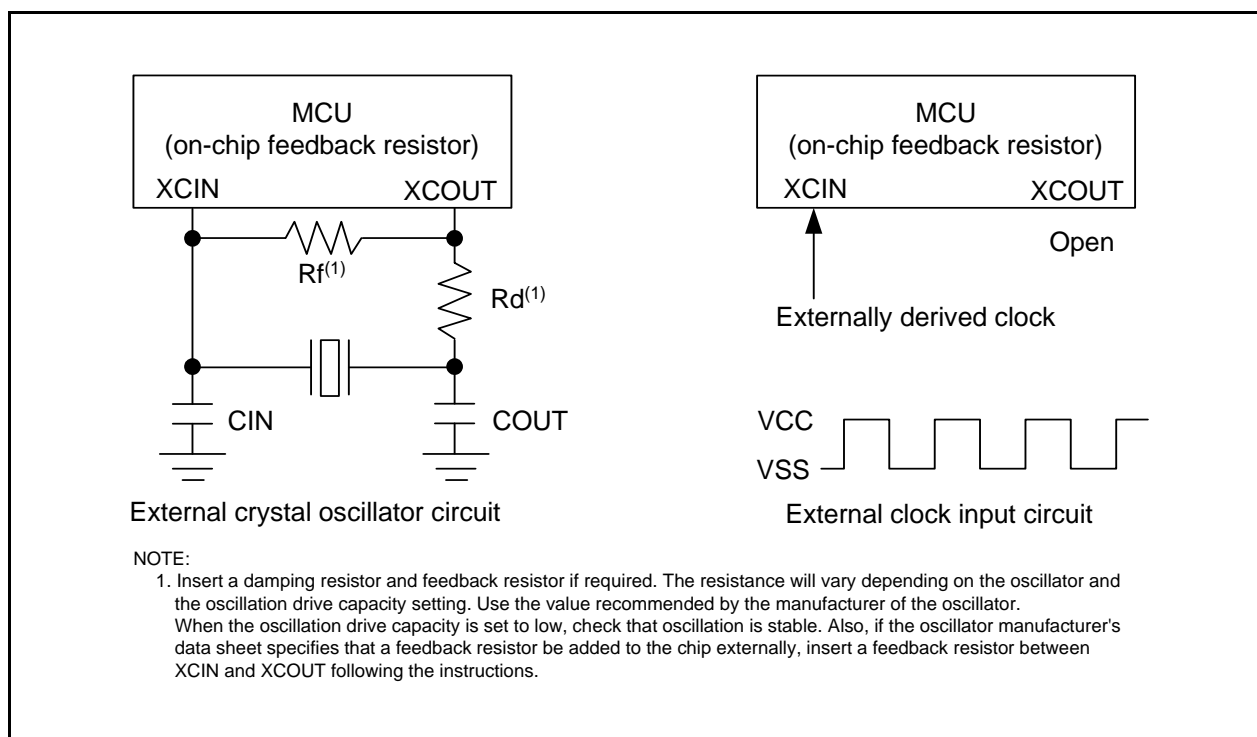 MCU
(on-chip feedback resistor)
XCIN
XCOUT
Rf(1)
Rd(1)
CIN
COUT
External crystal oscillator circuit
MCU
(on-chip feedback resistor)
XCIN
XCOUT
Open
Externally derived clock
VCC
VSS
External clock input circuit
NOTE:
1. Insert a damping resistor and feedback resistor if required. The resistance will vary depending on the oscillator and
the oscillation drive capacity setting. Use the value recommended by the manufacturer of the oscillator.
When the oscillation drive capacity is set to low, check that oscillation is stable. Also, if the oscillator manufacturer's
data sheet specifies that a feedback resistor be added to the chip externally, insert a feedback resistor between
XCIN and XCOUT following the instructions.